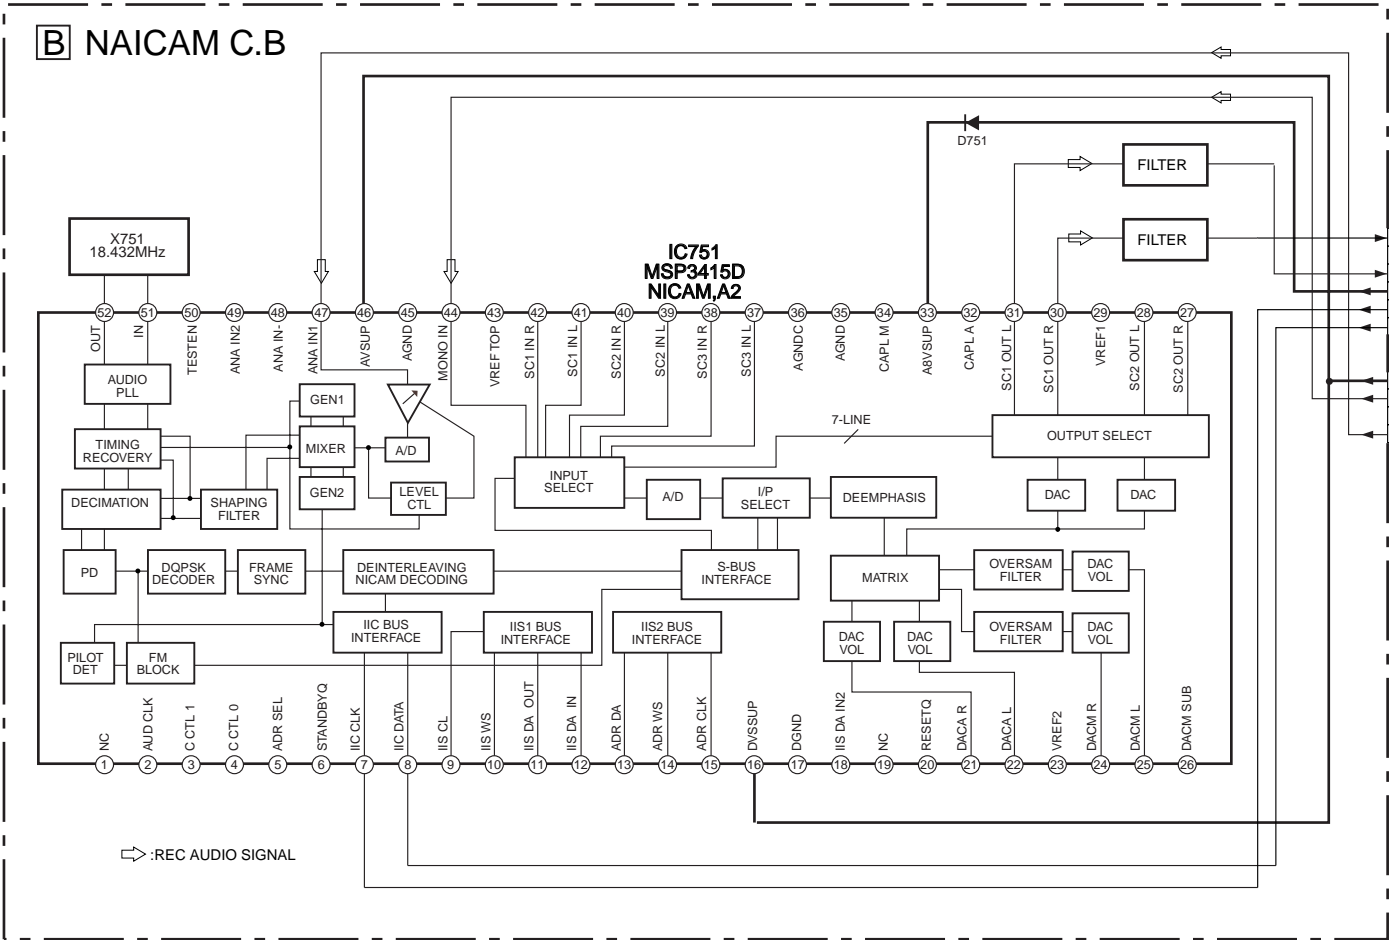 B NAICAM C.B
D751
FILTER
FILTER
X751
18.432MHz
IC751
MSP3415D
NICAM,A2
52 51 50 49 48 47 46 45 44 43 42 41 40 39 38 37 36 35 34 33 32 31 30 29 28 27
OUT
IN
TESTEN
ANA IN2
ANA IN-
ANA IN1
AVSUP
AGND
MONO IN
VREF TOP
SC1 IN R
SC1 IN L
SC2 IN R
SC2 IN L
SC3 IN R
SC3 IN L
AGNDC
AGND
CAPL M
A8VSUP
CAPL A
SC1 OUT L
SC1 OUT R
VREF1
SC2 OUT L
SC2 OUT R
AUDIO
PLL
GEN1
TIMING
RECOVERY
MIXER
A/D
7-LINE
OUTPUT SELECT
DECIMATION
SHAPING
FILTER
GEN2
LEVEL
CTL
INPUT
SELECT
A/D
I/P
SELECT
DEEMPHASIS
DAC
DAC
PD
DQPSK
DECODER
FRAME
SYNC
DEINTERLEAVING
NICAM DECODING
S-BUS
INTERFACE
MATRIX
OVERSAM
FILTER
DAC
VOL
IIC BUS
INTERFACE
IIS1 BUS
INTERFACE
IIS2 BUS
INTERFACE
DAC
VOL
DAC
VOL
OVERSAM
FILTER
DAC
VOL
PILOT
DET
FM
BLOCK
NC
AUD CLK
C CTL 1
C CTL 0
ADR SEL
STANDBYQ
IIC CLK
IIC DATA
IIS CL
IIS WS
IIS DA OUT
IIS DA IN
ADR DA
ADR WS
ADR CLK
DVSSUP
DGND
IIS DA IN2
NC
RESETQ
DACA R
DACA L
VREF2
DACM R
DACM L
DACM SUB
1 2 3 4 5 6 7 8 9 10 11 12 13 14 15 16 17 18 19 20 21 22 23 24 25 26
:REC AUDIO SIGNAL